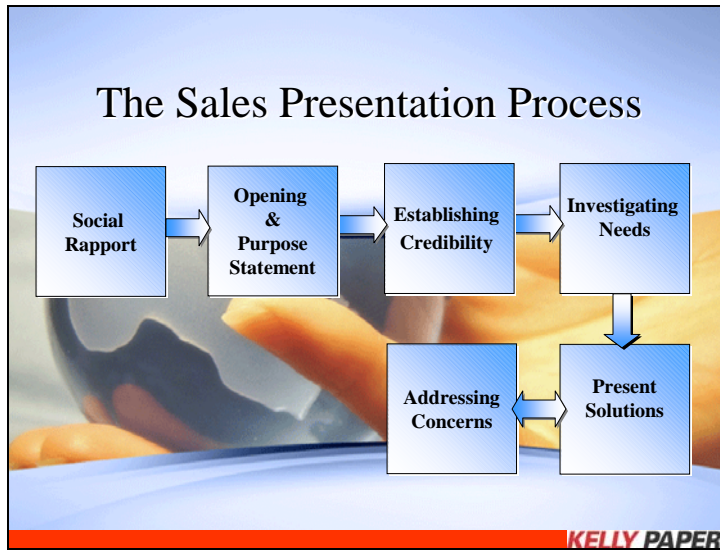 The Sales Presentation Process
Social
Rapport
Opening
&
Purpose
Statement
Establishing
Credibility
Investigating
Needs
Present
Solutions
Addressing
Concerns
KELLY PAPER